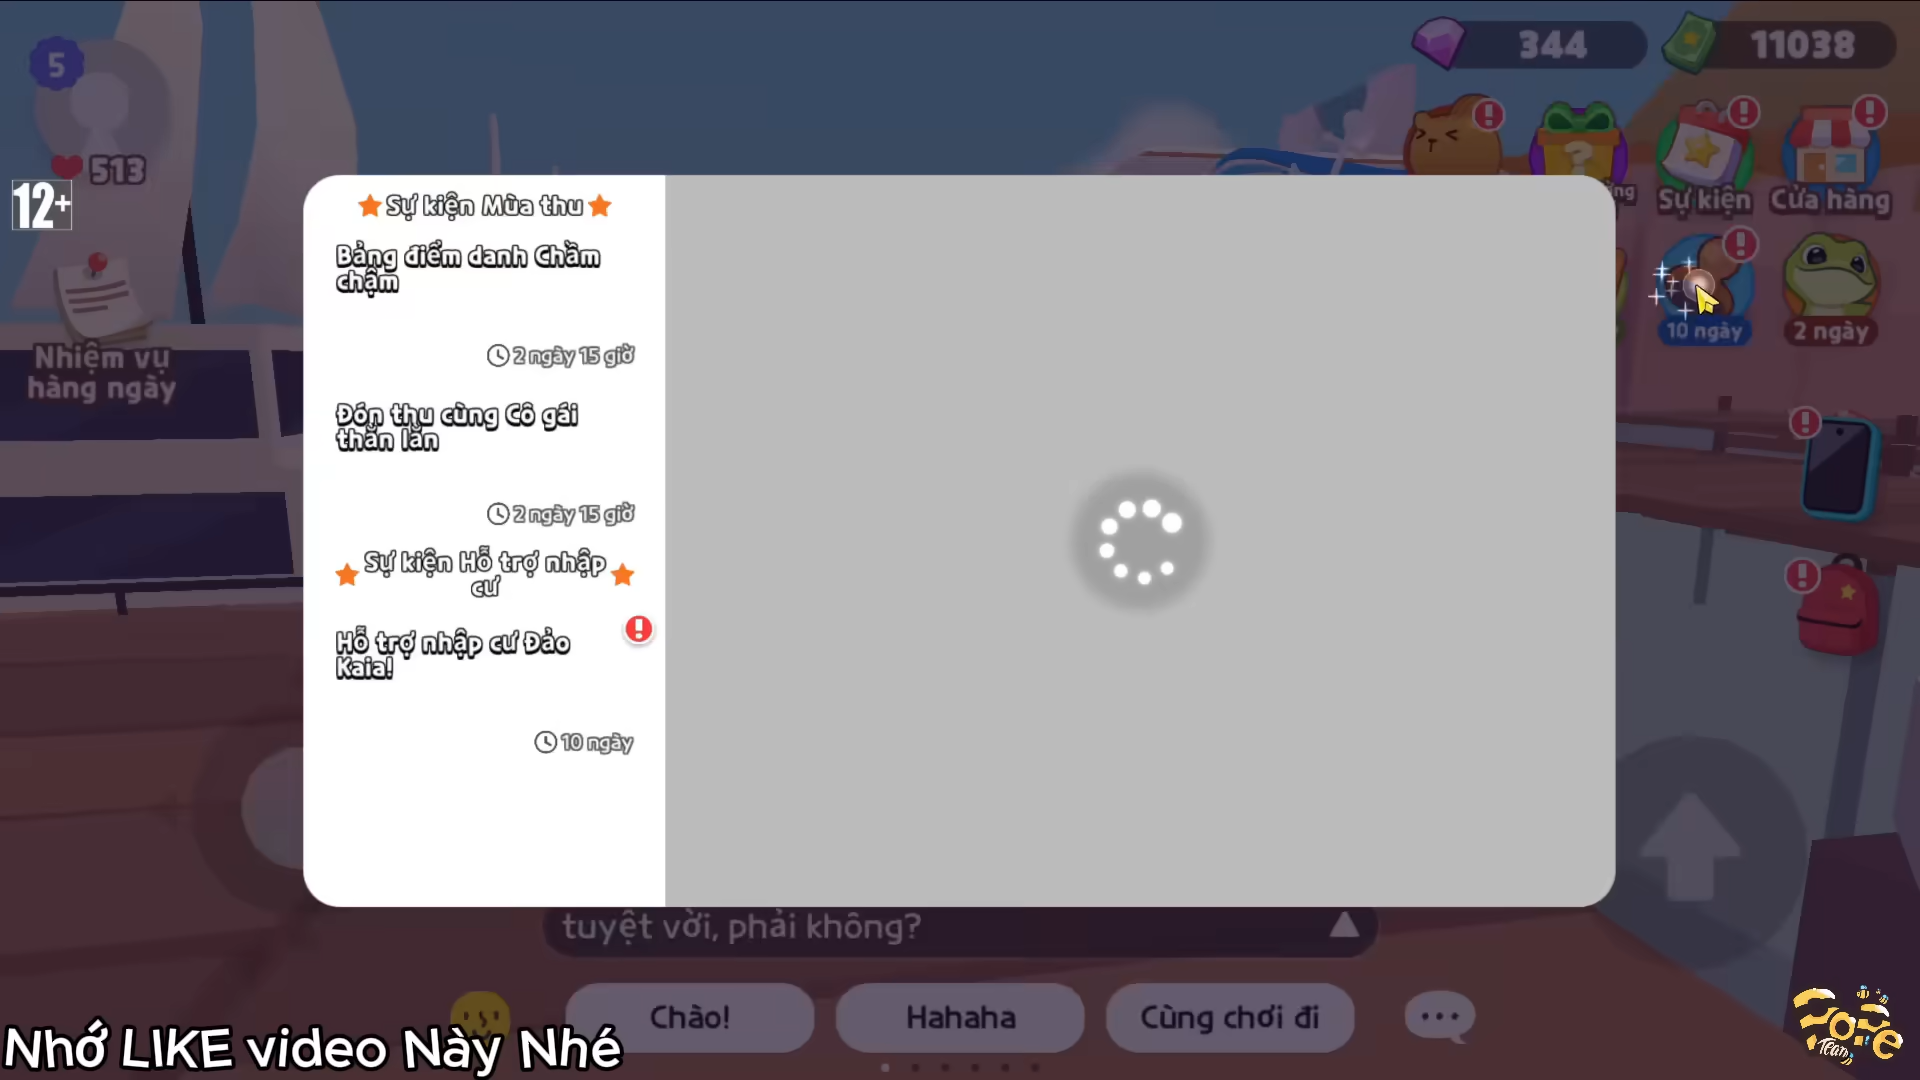 5
344
11038
513
12+
Sự kiện
Cửa hàng
10 ngày
2 ngày
Nhiệm vụ
hàng ngày
Sự kiện Mùa thu
Bảng điểm danh Chầm
chậm
2 ngày 15 giờ
Đón thu cùng Cô gái
thằn lằn
2 ngày 15 giờ
Sự kiện Hỗ trợ nhập
cư
Hỗ trợ nhập cư Đảo
Kaia!
10 ngày
tuyệt vời, phải không?
Chào!
Hahaha
Cùng chơi đi
Nhớ LIKE video Này Nhé
Team